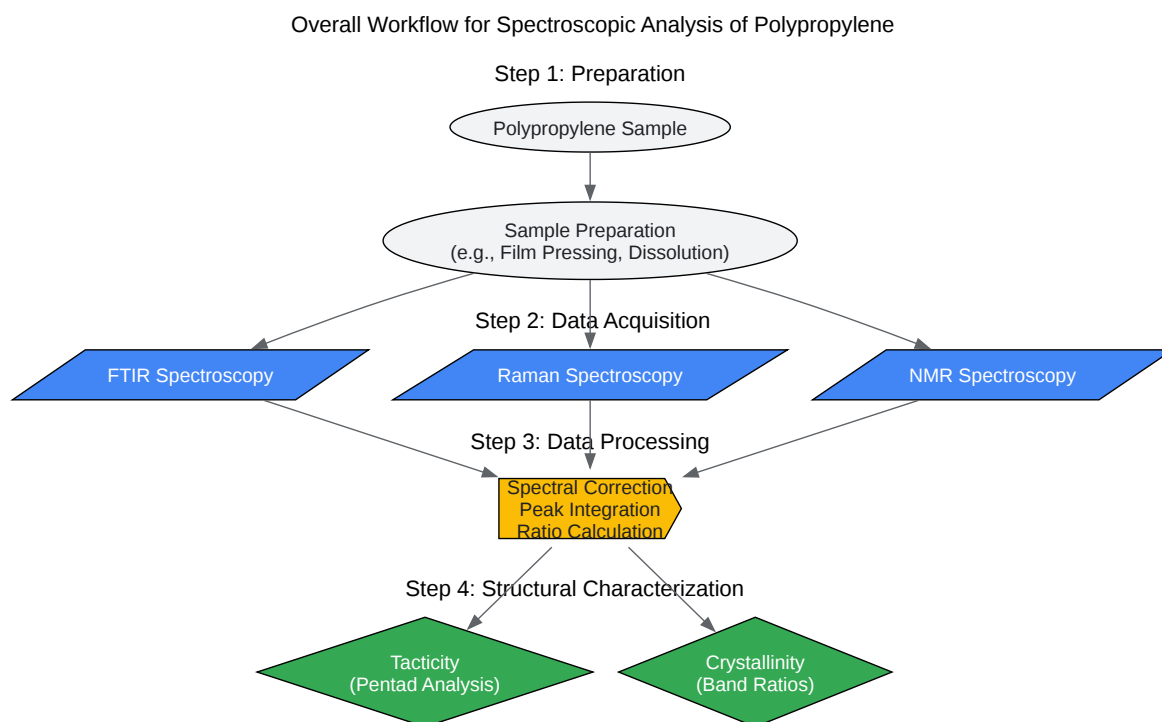 Overall Workflow for Spectroscopic Analysis of Polypropylene
Step 1: Preparation
Polypropylene Sample
Sample Preparation
(e.g., Film Pressing, Dissolution)
Step 2: Data Acquisition
FTIR Spectroscopy
Raman Spectroscopy
NMR Spectroscopy
Step 3: Data Processing
Spectral Correction
Peak Integration
Ratio Calculation
Step 4: Structural Characterization
Tacticity
(Pentad Analysis)
Crystallinity
(Band Ratios)